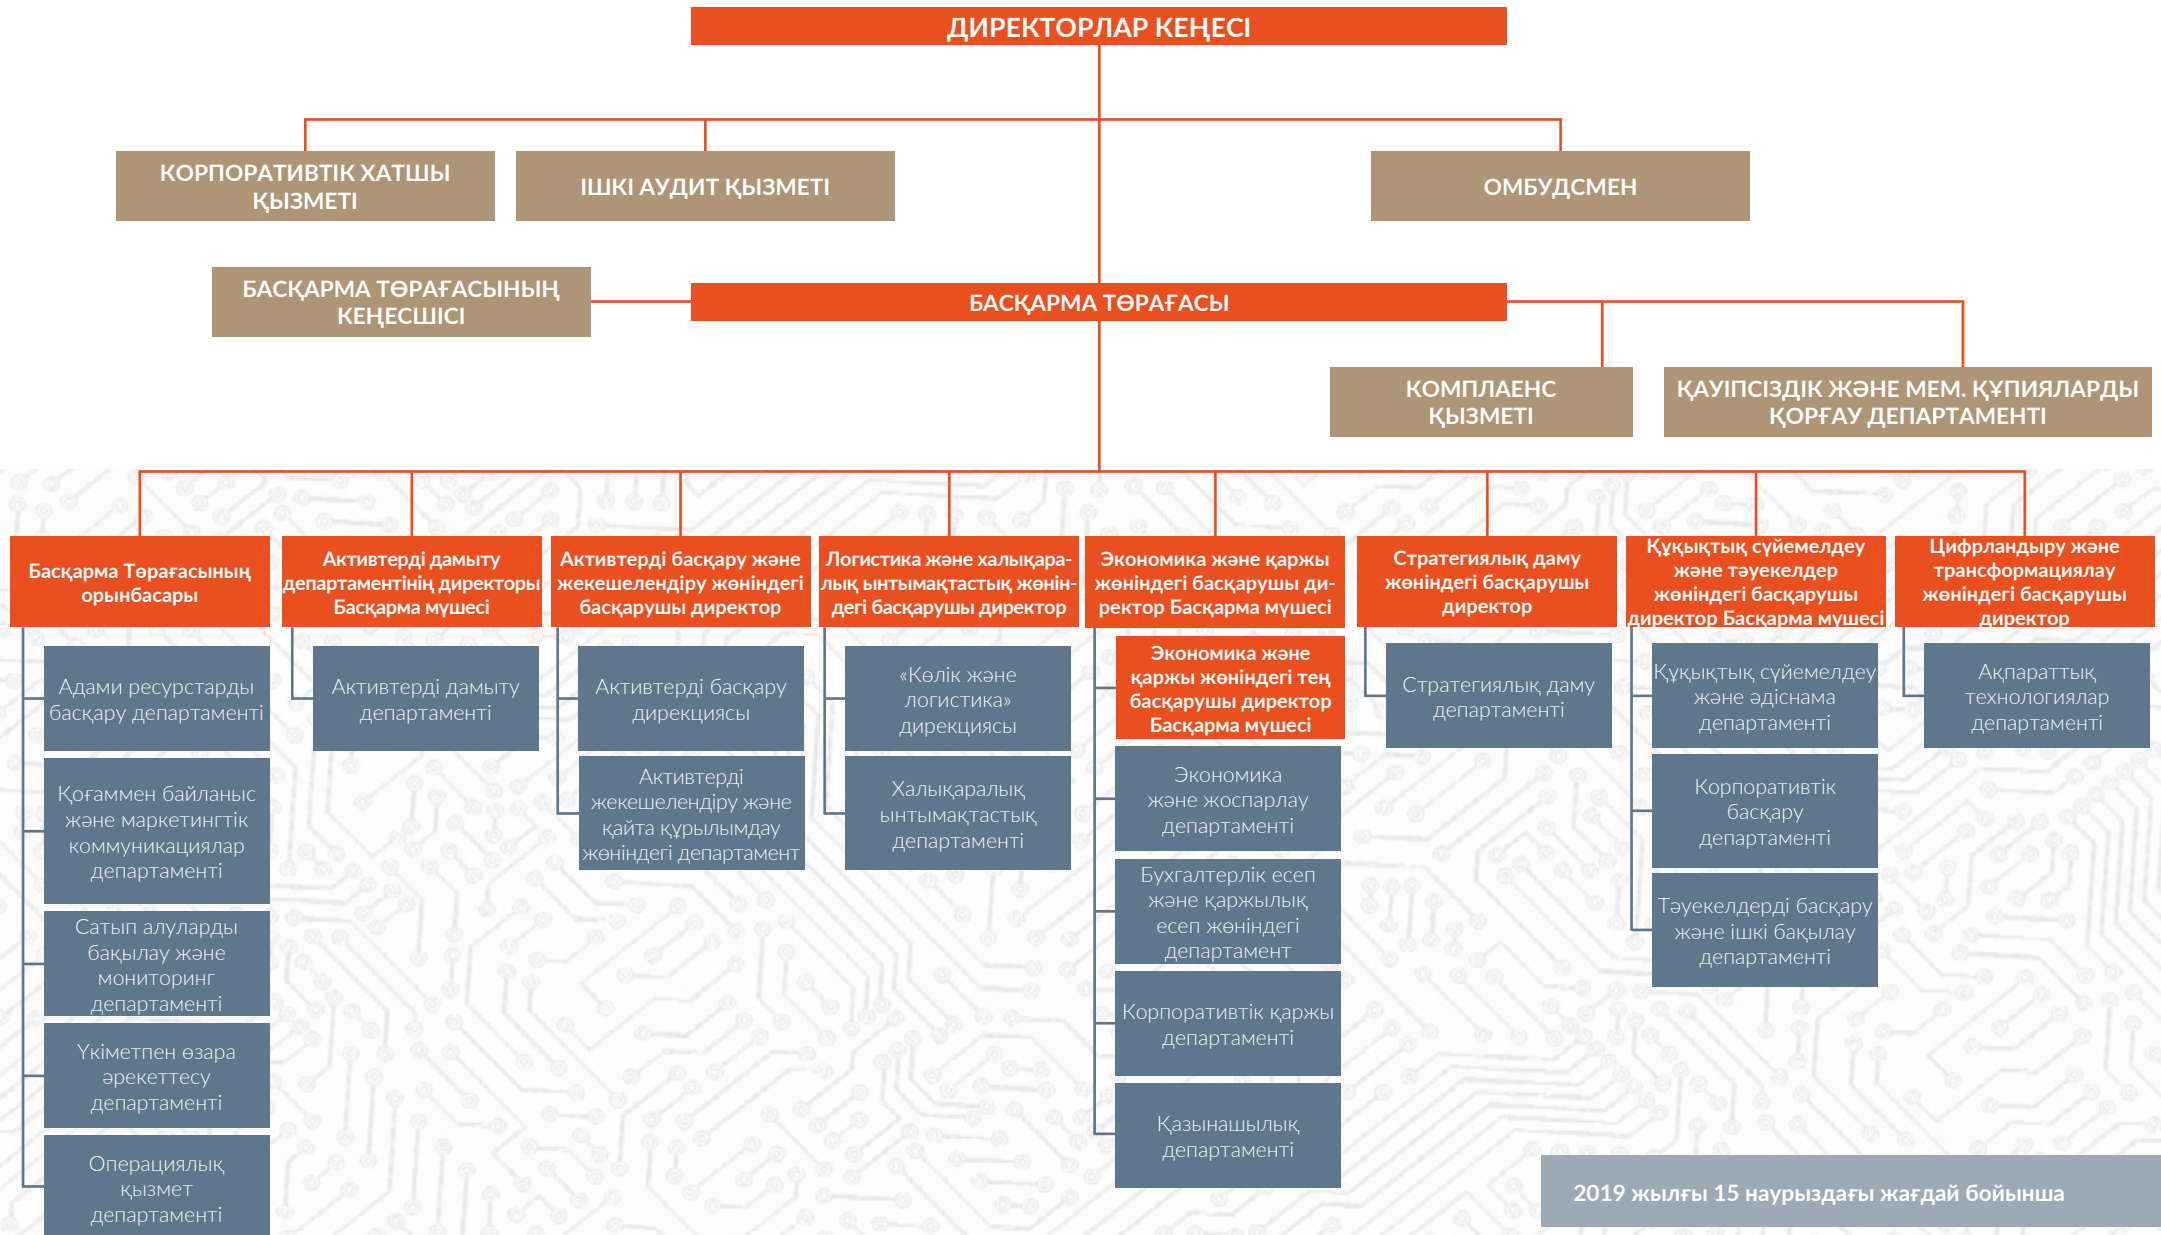 ДИРЕКТОРЛАР КЕҢЕСІ
КОРПОРАТИВТІК ХАТШЫ
ҚЫЗМЕТІ
ІШКІ АУДИТ ҚЫЗМЕТІ
ОМБУДСМЕН
БАСҚАРМА ТӨРАҒАСЫНЫҢ
КЕҢЕСШІСІ
БАСҚАРМА ТӨРАҒАСЫ
КОМПЛАЕНС
ҚЫЗМЕТІ
ҚАУІПСІЗДІК ЖӘНЕ МЕМ. ҚҰПИЯЛАРДЫ
ҚОРҒАУ ДЕПАРТАМЕНТІ
Басқарма Төрағасының
орынбасары
Адами ресурстарды
басқару департаменті
Қоғаммен байланыс
және маркетингтік
коммуникациялар
департаменті
Сатып алуларды
бақылау және
мониторинг
департаменті
Үкіметпен өзара
әрекеттесу
департаменті
Операциялық
қызмет
департаменті
Активтерді дамыту
департаментінің директоры
Басқарма мүшесі
Активтерді дамыту
департаменті
Активтерді басқару және
жекешелендіру жөніндегі
басқарушы директор
Активтерді басқару
дирекциясы
Активтерді
жекешелендіру және
қайта құрылымдау
жөніндегі департамент
Логистика және халықара-
лық ынтымақтастық жөнін-
дегі басқарушы директор
«Көлік және
логистика»
дирекциясы
Халықаралық
ынтымақтастық
департаменті
Экономика және қаржы
жөніндегі басқарушы ди-
ректор Басқарма мүшесі
Экономика және
қаржы жөніндегі тең
басқарушы директор
Басқарма мүшесі
Экономика
және жоспарлау
департаменті
Бухгалтерлік есеп
және қаржылық
есеп жөніндегі
департамент
Корпоративтік қаржы
департаменті
Қазынашылық
департаменті
Стратегиялық даму
жөніндегі басқарушы
директор
Стратегиялық даму
департаменті
Құқықтық сүйемелдеу
және тәуекелдер
жөніндегі басқарушы
директор Басқарма мүшесі
Құқықтық сүйемелдеу
және әдіснама
департаменті
Корпоративтік
басқару
департаменті
Тәуекелдерді басқару
және ішкі бақылау
департаменті
Цифрландыру және
трансформациялау
жөніндегі басқарушы
директор
Ақпараттық
технологиялар
департаменті
2019 жылғы 15 наурыздағы жағдай бойынша